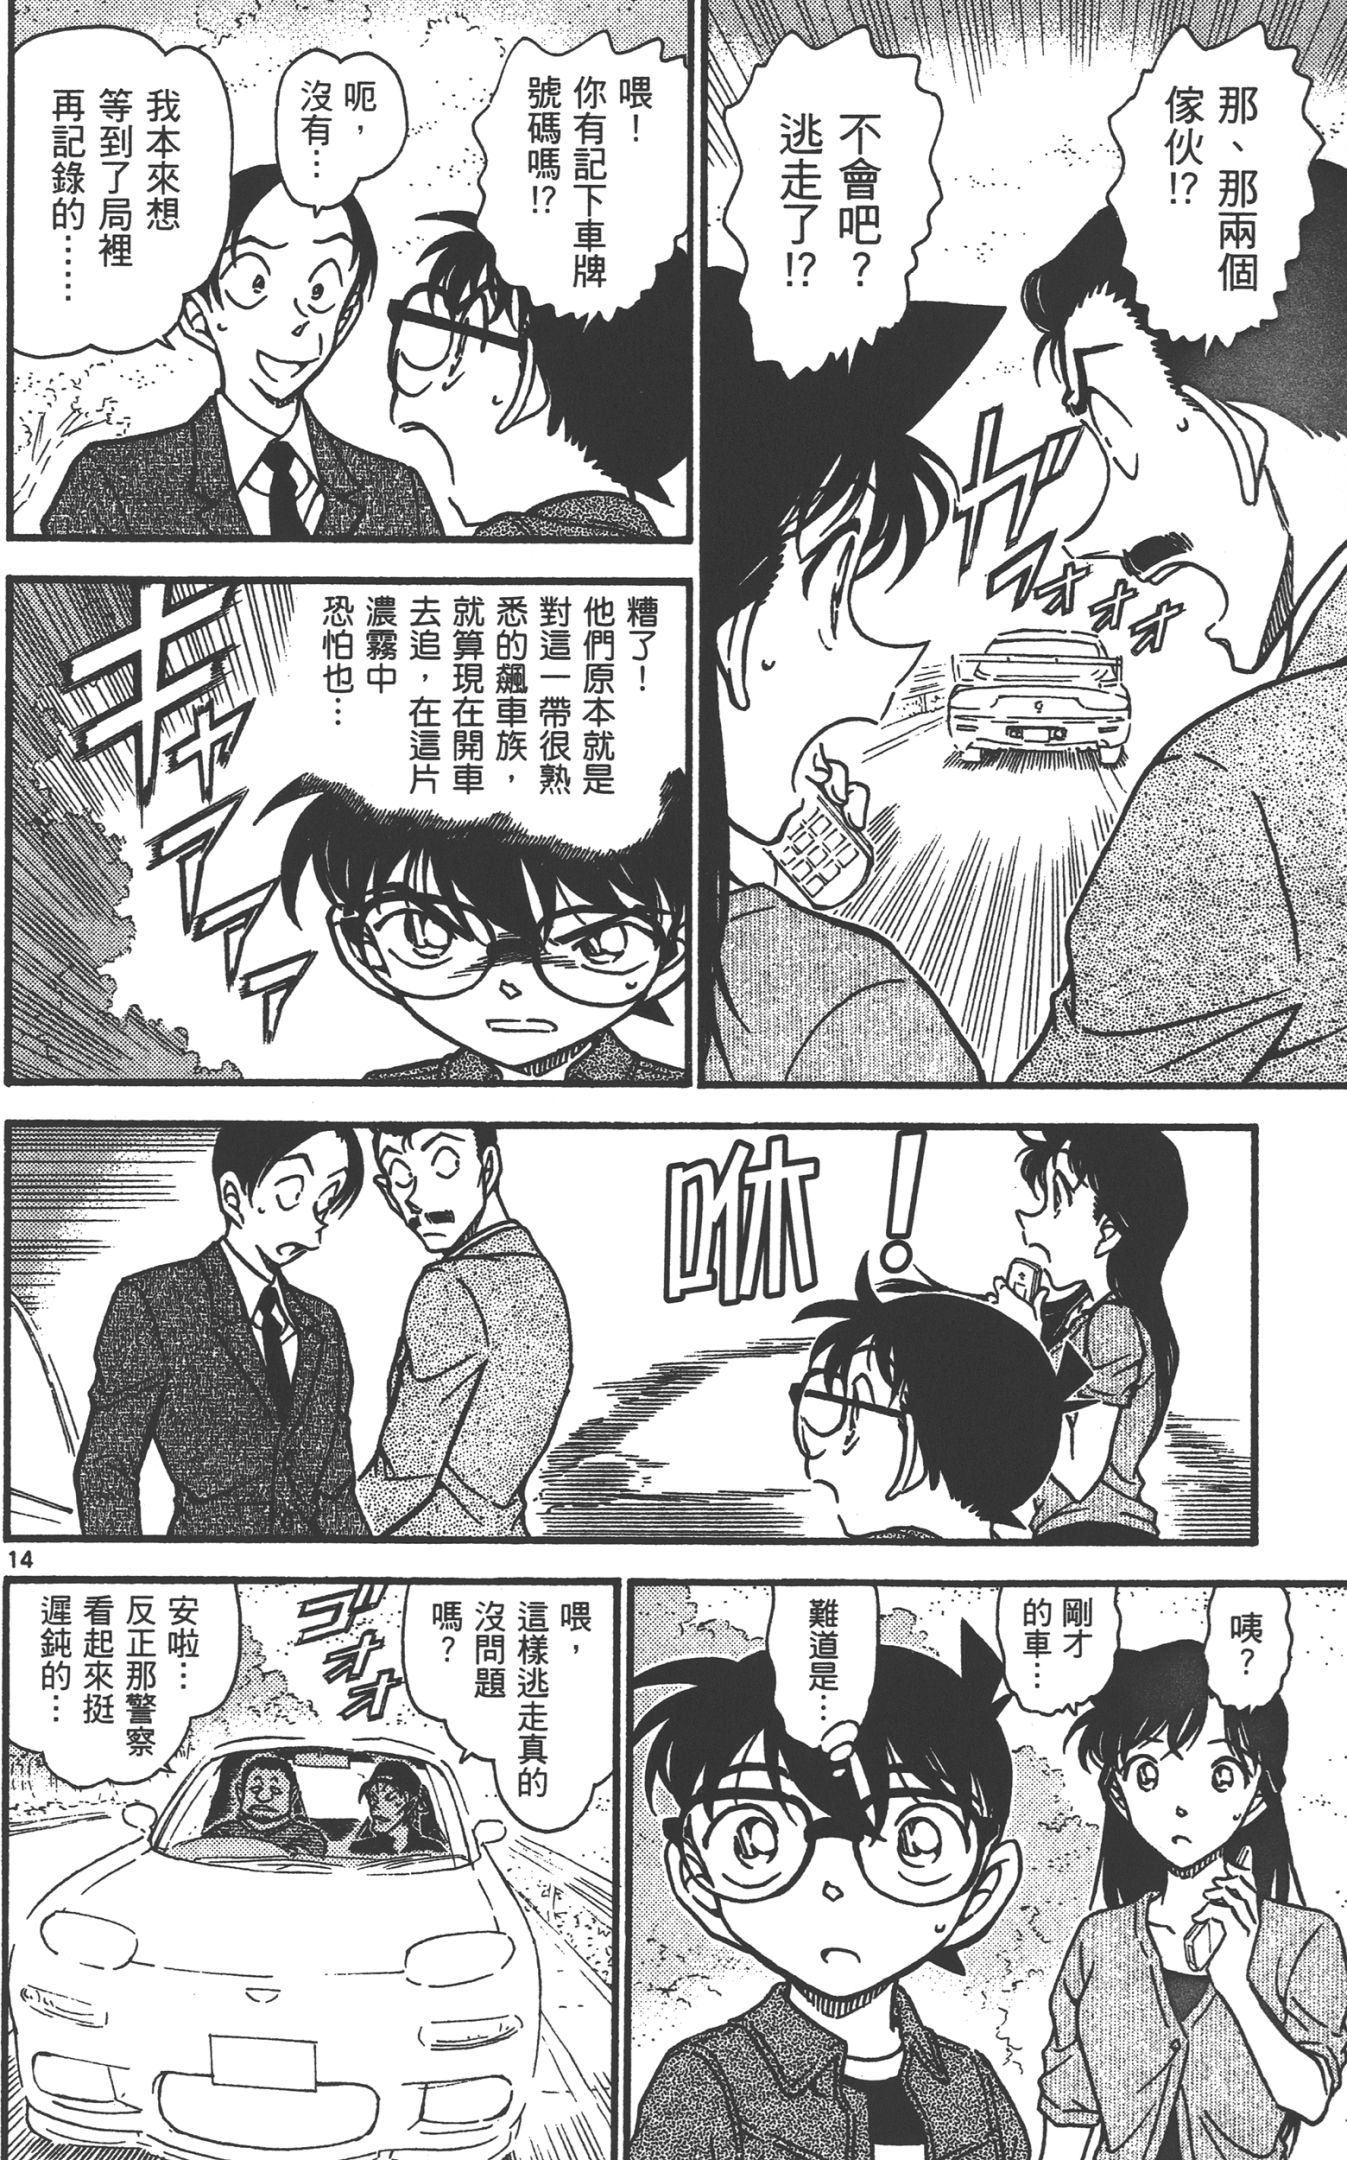 那、那兩個
傢伙!?
不會吧？
逃走了!?
ブオオオオ
喂！
你有記下車牌
號碼嗎!?
呃，
沒有…
我本來想
等到了局裡
再記錄的……
糟了！
他們原本就是
對這一帶很熟
悉的飆車族，
就算現在開車
去追，在這片
濃霧中
恐怕也…
キャアアアア
！
咻
咦？
剛才
的車…
難道是…
喂，
這樣逃走真的
沒問題
嗎？
ゴオオ
安啦…
反正那警察
看起來挺
遲鈍的…
14